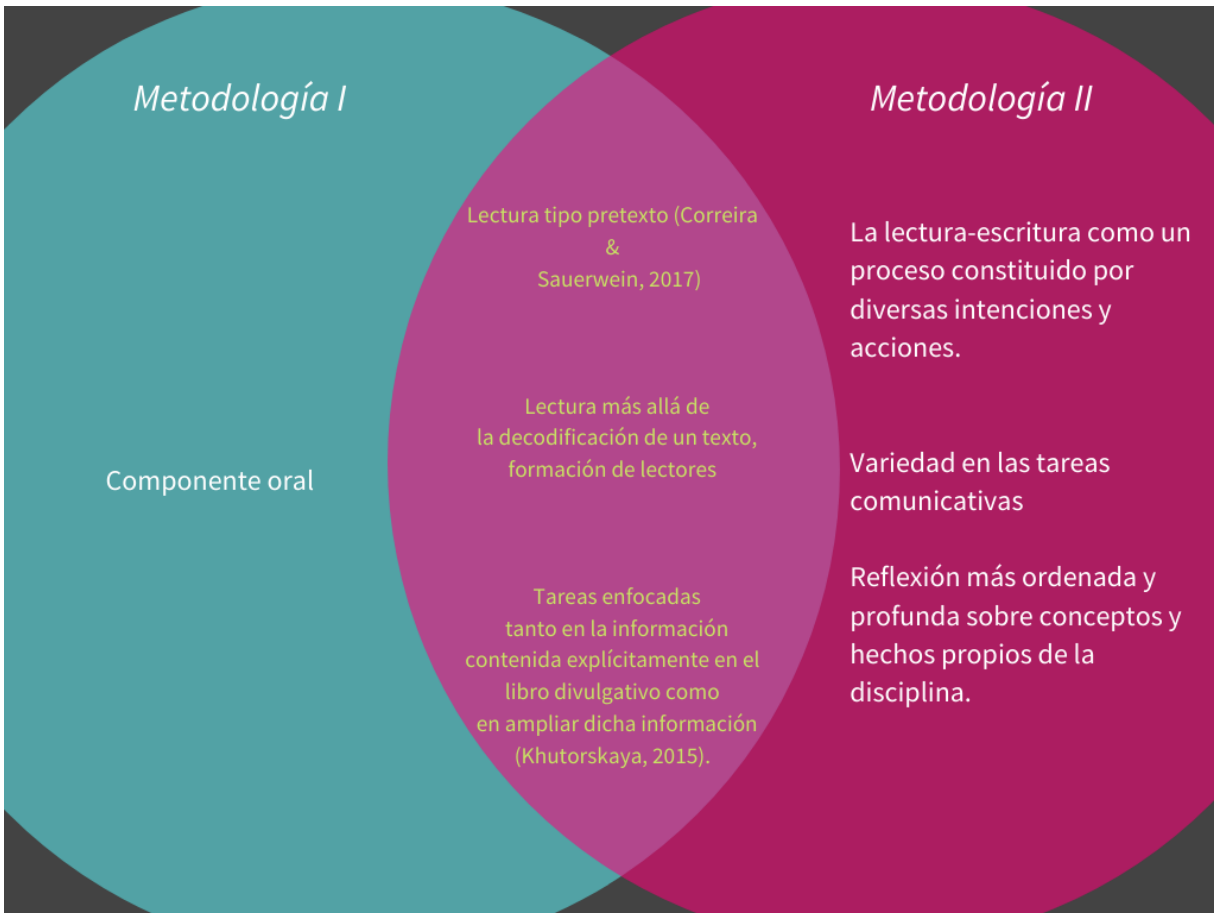 Metodología I
Metodología II
Componente oral
Lectura tipo pretexto (Correira
&
Sauerwein, 2017)
Lectura más allá de
la decodificación de un texto,
formación de lectores
Tareas enfocadas
tanto en la información
contenida explícitamente en el
libro divulgativo como
en ampliar dicha información
(Khutorskaya, 2015).
La lectura-escritura como un
proceso constituido por
diversas intenciones y
acciones.
Variedad en las tareas
comunicativas
Reflexión más ordenada y
profunda sobre conceptos y
hechos propios de la
disciplina.